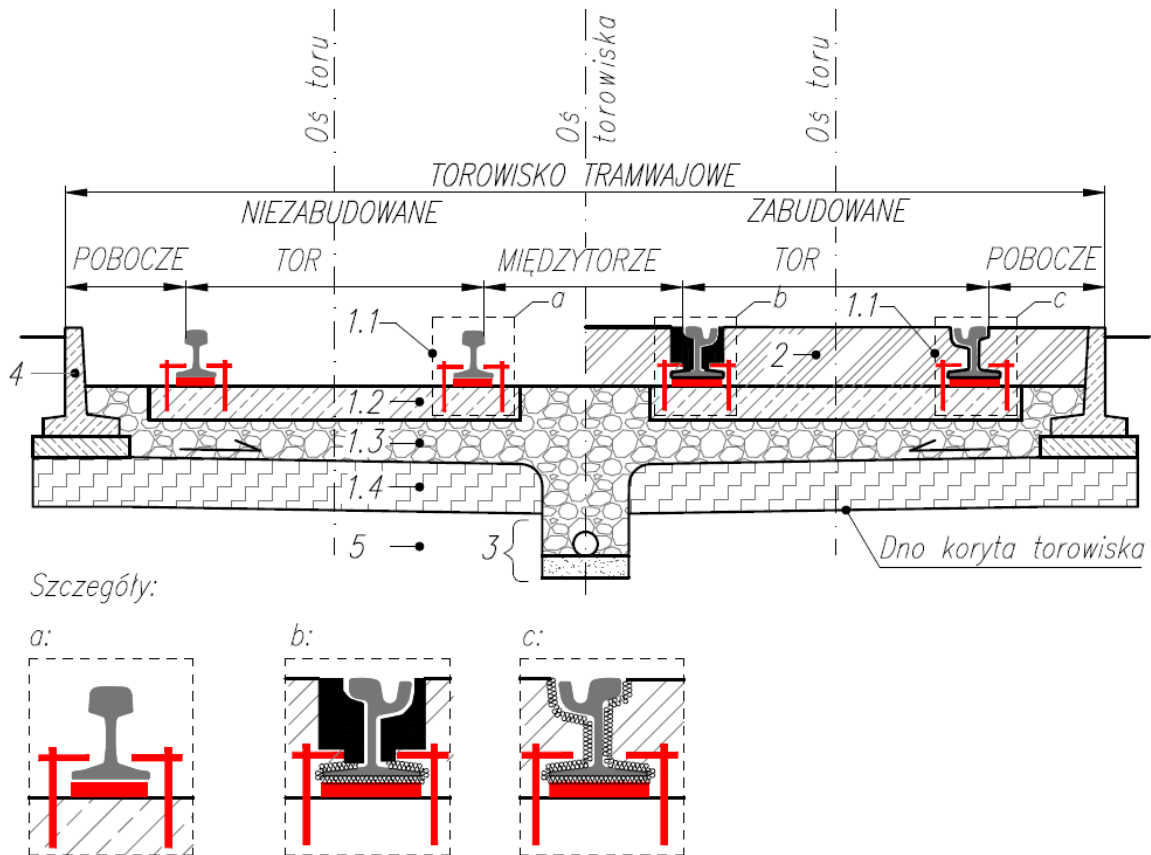 Oś toru
Oś torowiska
Oś toru
TOROWISKO TRAMWAJOWE
NIEZABUDOWANE
ZABUDOWANE
POBOCZE
TOR
MIĘDZYTORZE
TOR
POBOCZE
a
b
c
1.1
1.1
2
4
1.2
1.3
1.4
5
3
Dno koryta torowiska
Szczegóły:
a:
b:
c: